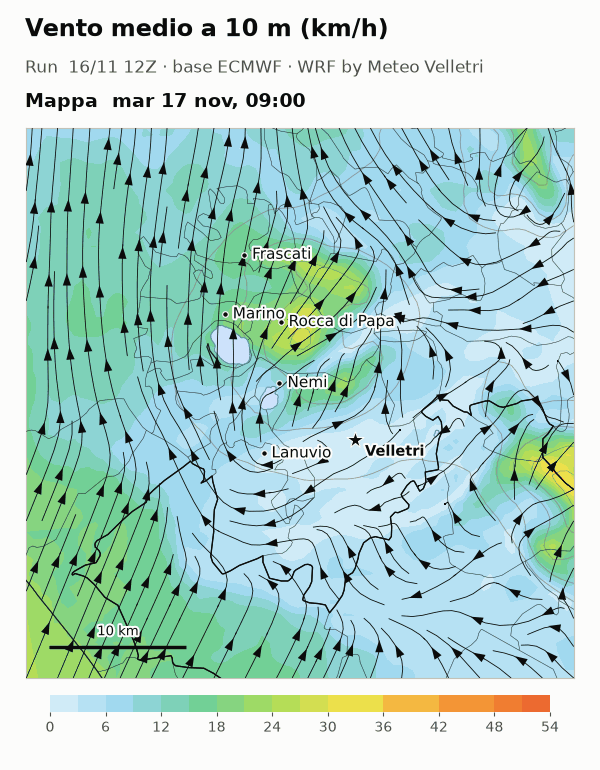 Vento medio a 10 m (km/h)
Run  16/11 12Z · base ECMWF · WRF by Meteo Velletri
Mappa  mar 17 nov, 09:00
Frascati
Marino
Rocca di Papa
Nemi
Velletri
Lanuvio
10 km
0 6 12 18 24 30 36 42 48 54